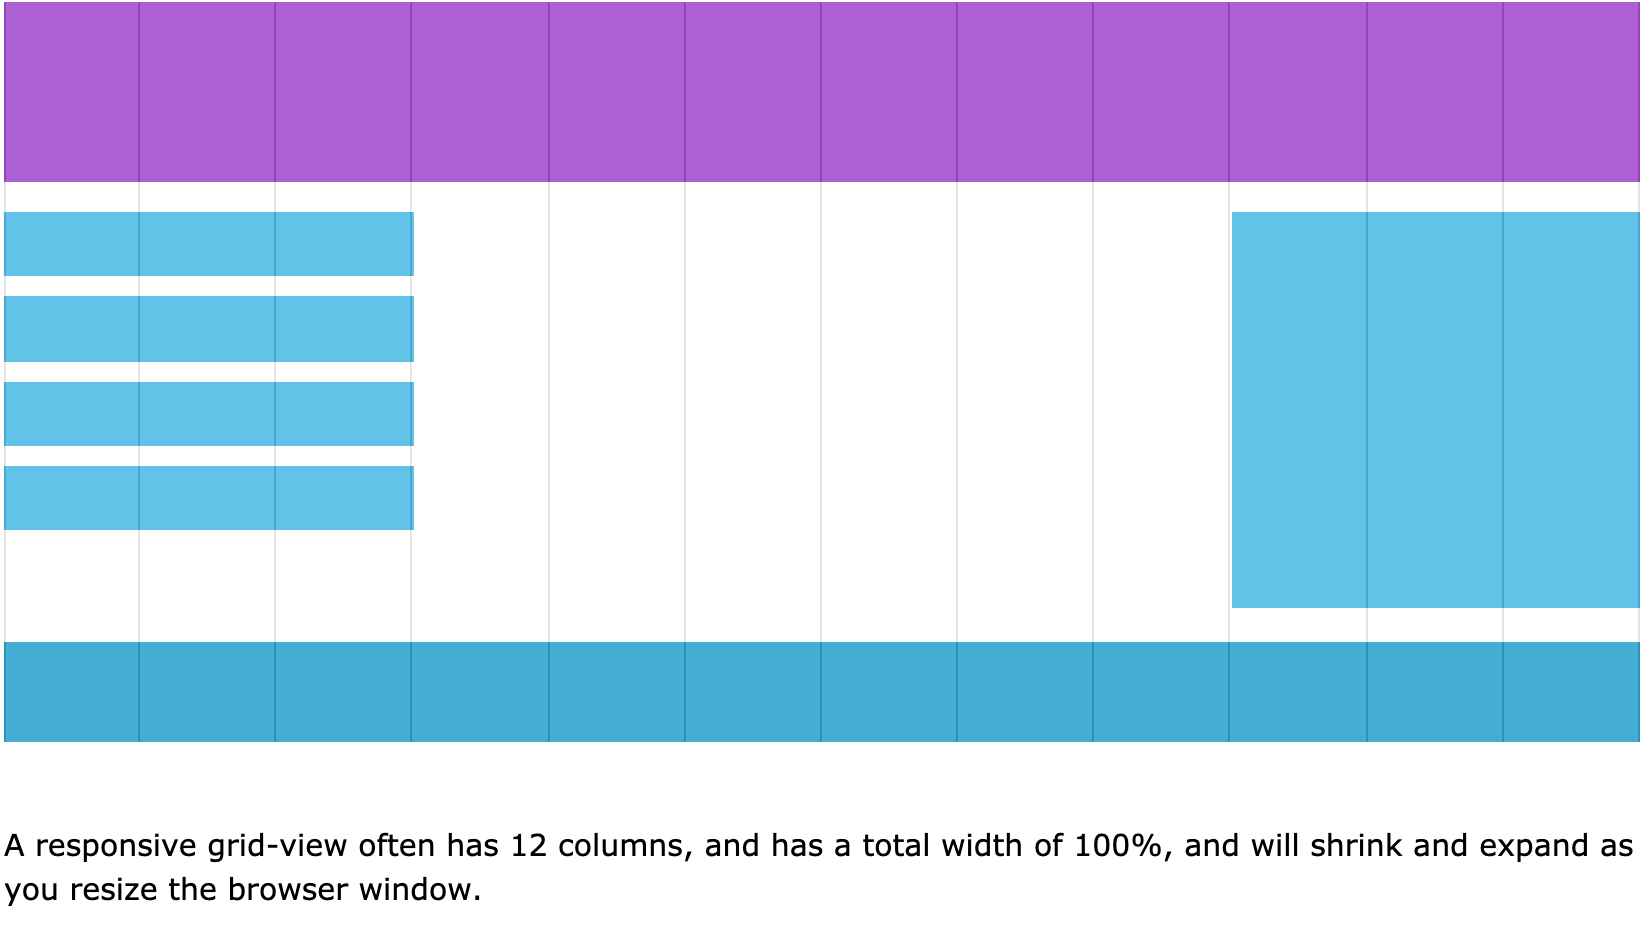 A responsive grid-view often has 12 columns, and has a total width of 100%, and will shrink and expand as
you resize the browser window.